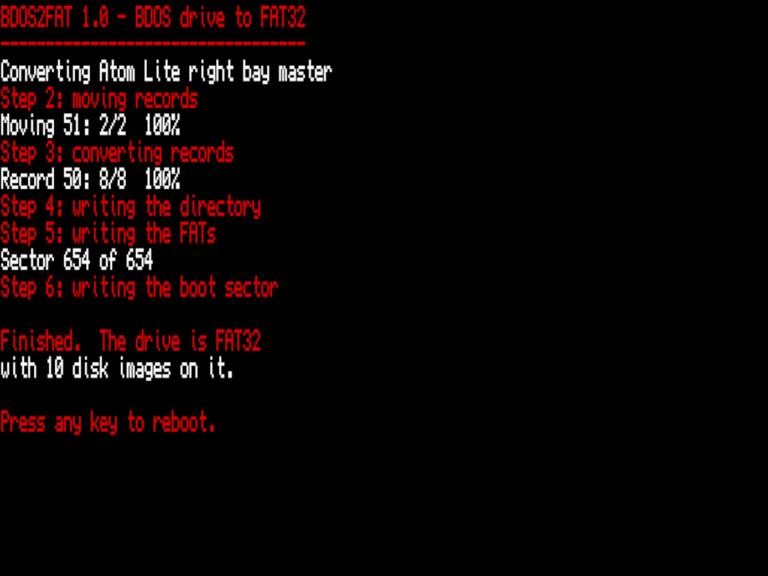 BDOS2FAT 1.0 - BDOS drive to FAT32
----------------------------------
Converting Atom Lite right bay master
Step 2: moving records
Moving 51: 2/2  100%
Step 3: converting records
Record 50: 8/8  100%
Step 4: writing the directory
Step 5: writing the FATs
Sector 654 of 654
Step 6: writing the boot sector
Finished.  The drive is FAT32
with 10 disk images on it.
Press any key to reboot.